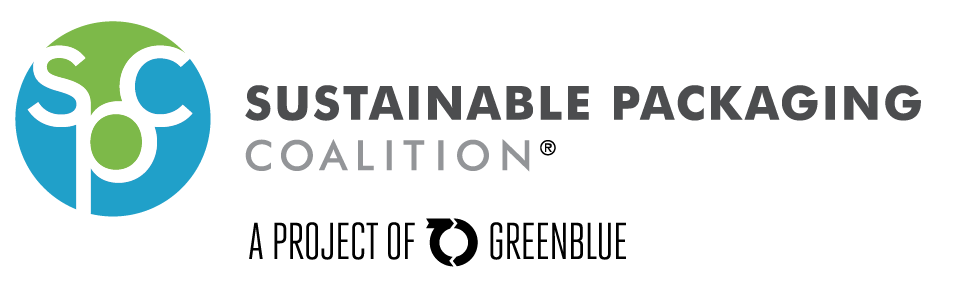 SPC
SUSTAINABLE PACKAGING
COALITION®
A PROJECT OF GREENBLUE